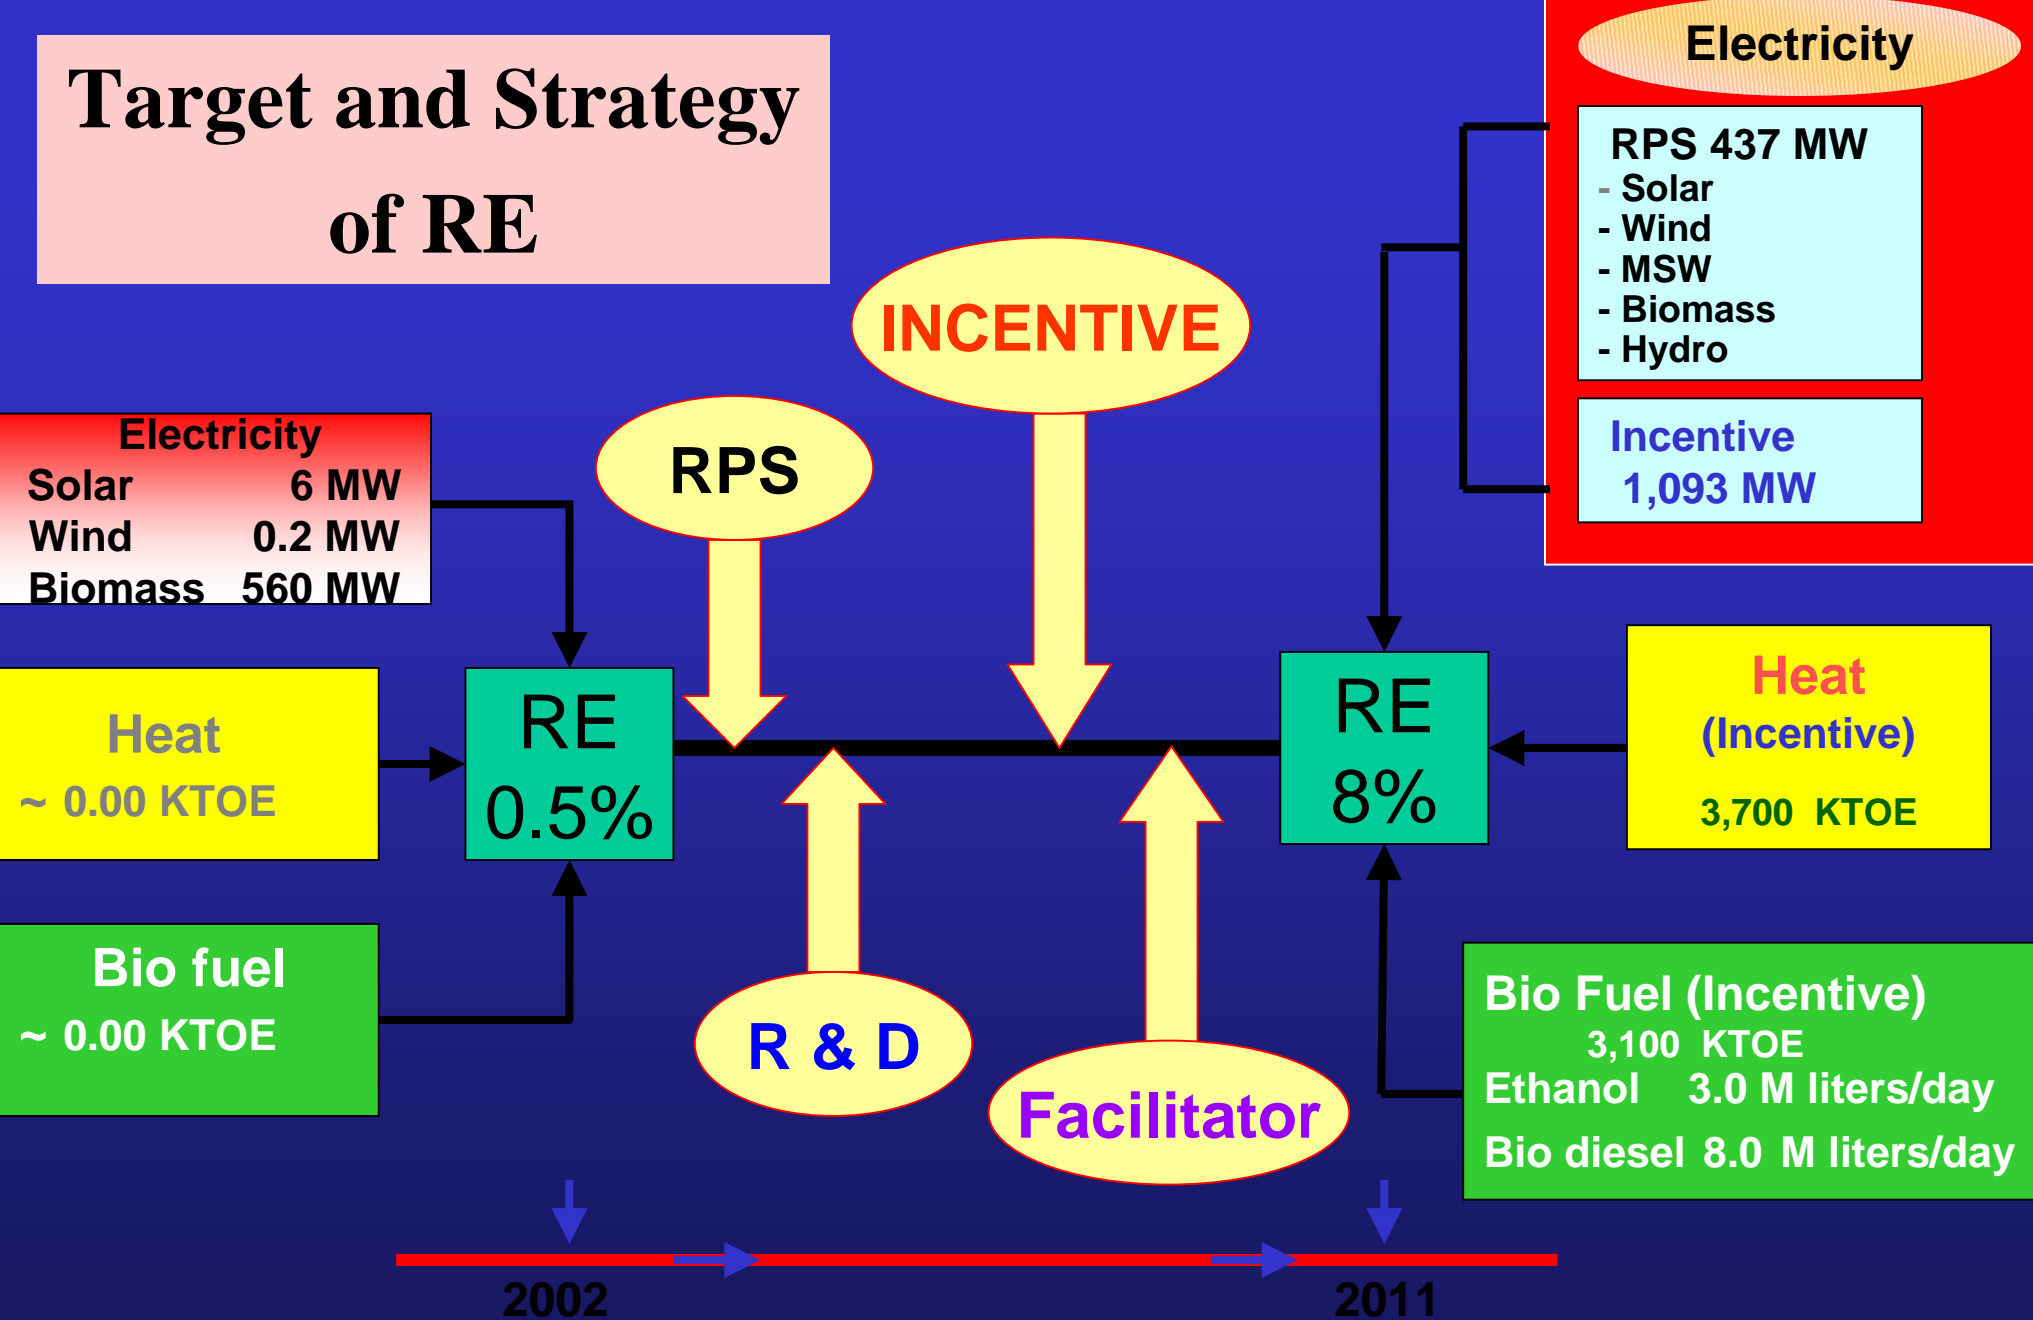 Target and Strategy
of RE
Electricity
RPS 437 MW
- Solar
- Wind
- MSW
- Biomass
- Hydro
Incentive
1,093 MW
INCENTIVE
RPS
Electricity
Solar 6 MW
Wind 0.2 MW
Biomass 560 MW
Heat
~ 0.00 KTOE
Bio fuel
~ 0.00 KTOE
RE
0.5%
RE
8%
Heat
(Incentive)
3,700 KTOE
R & D
Facilitator
Bio Fuel (Incentive)
3,100 KTOE
Ethanol 3.0 M liters/day
Bio diesel 8.0 M liters/day
2002
2011